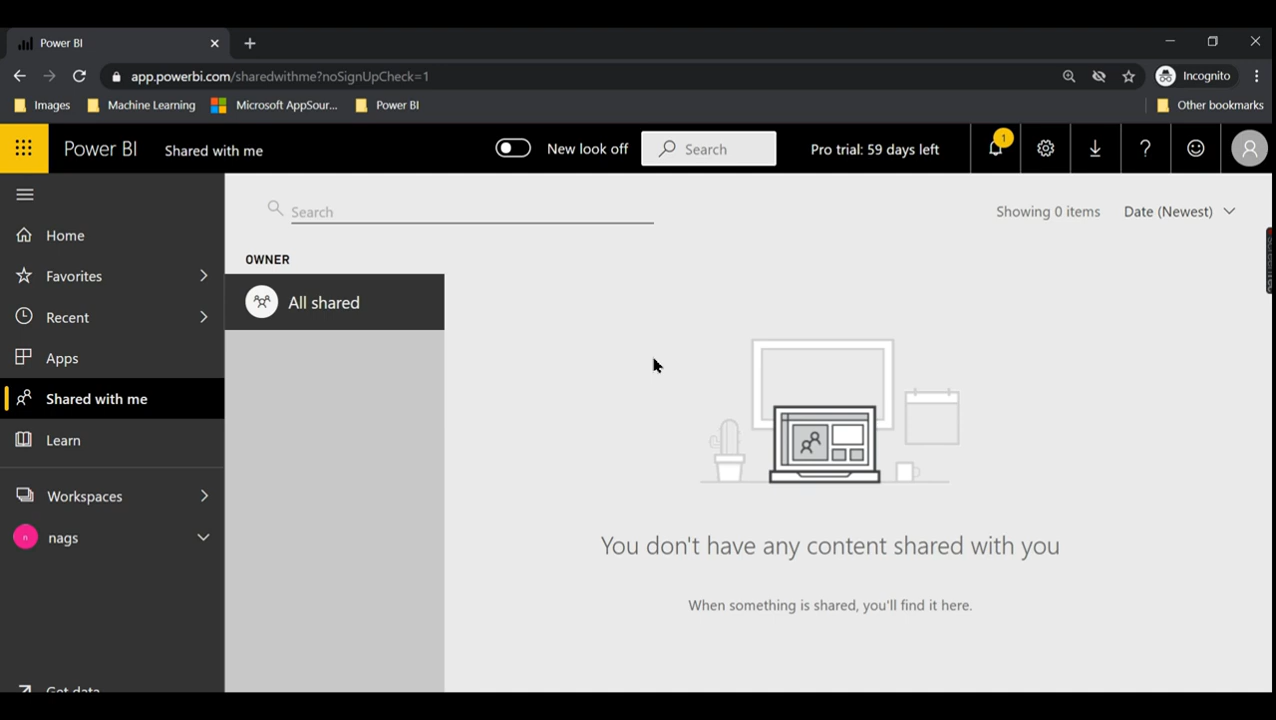 Power BI
app.powerbi.com/sharedwithme?noSignUpCheck=1
Incognito
Images
Machine Learning
Microsoft AppSour...
Power BI
Other bookmarks
Power BI
Shared with me
New look off
Search
Pro trial: 59 days left
1
Home
Favorites
Recent
Apps
Shared with me
Learn
Workspaces
n
nags
Get data
Search
Showing 0 items
Date (Newest)
OWNER
All shared
You don't have any content shared with you
When something is shared, you'll find it here.